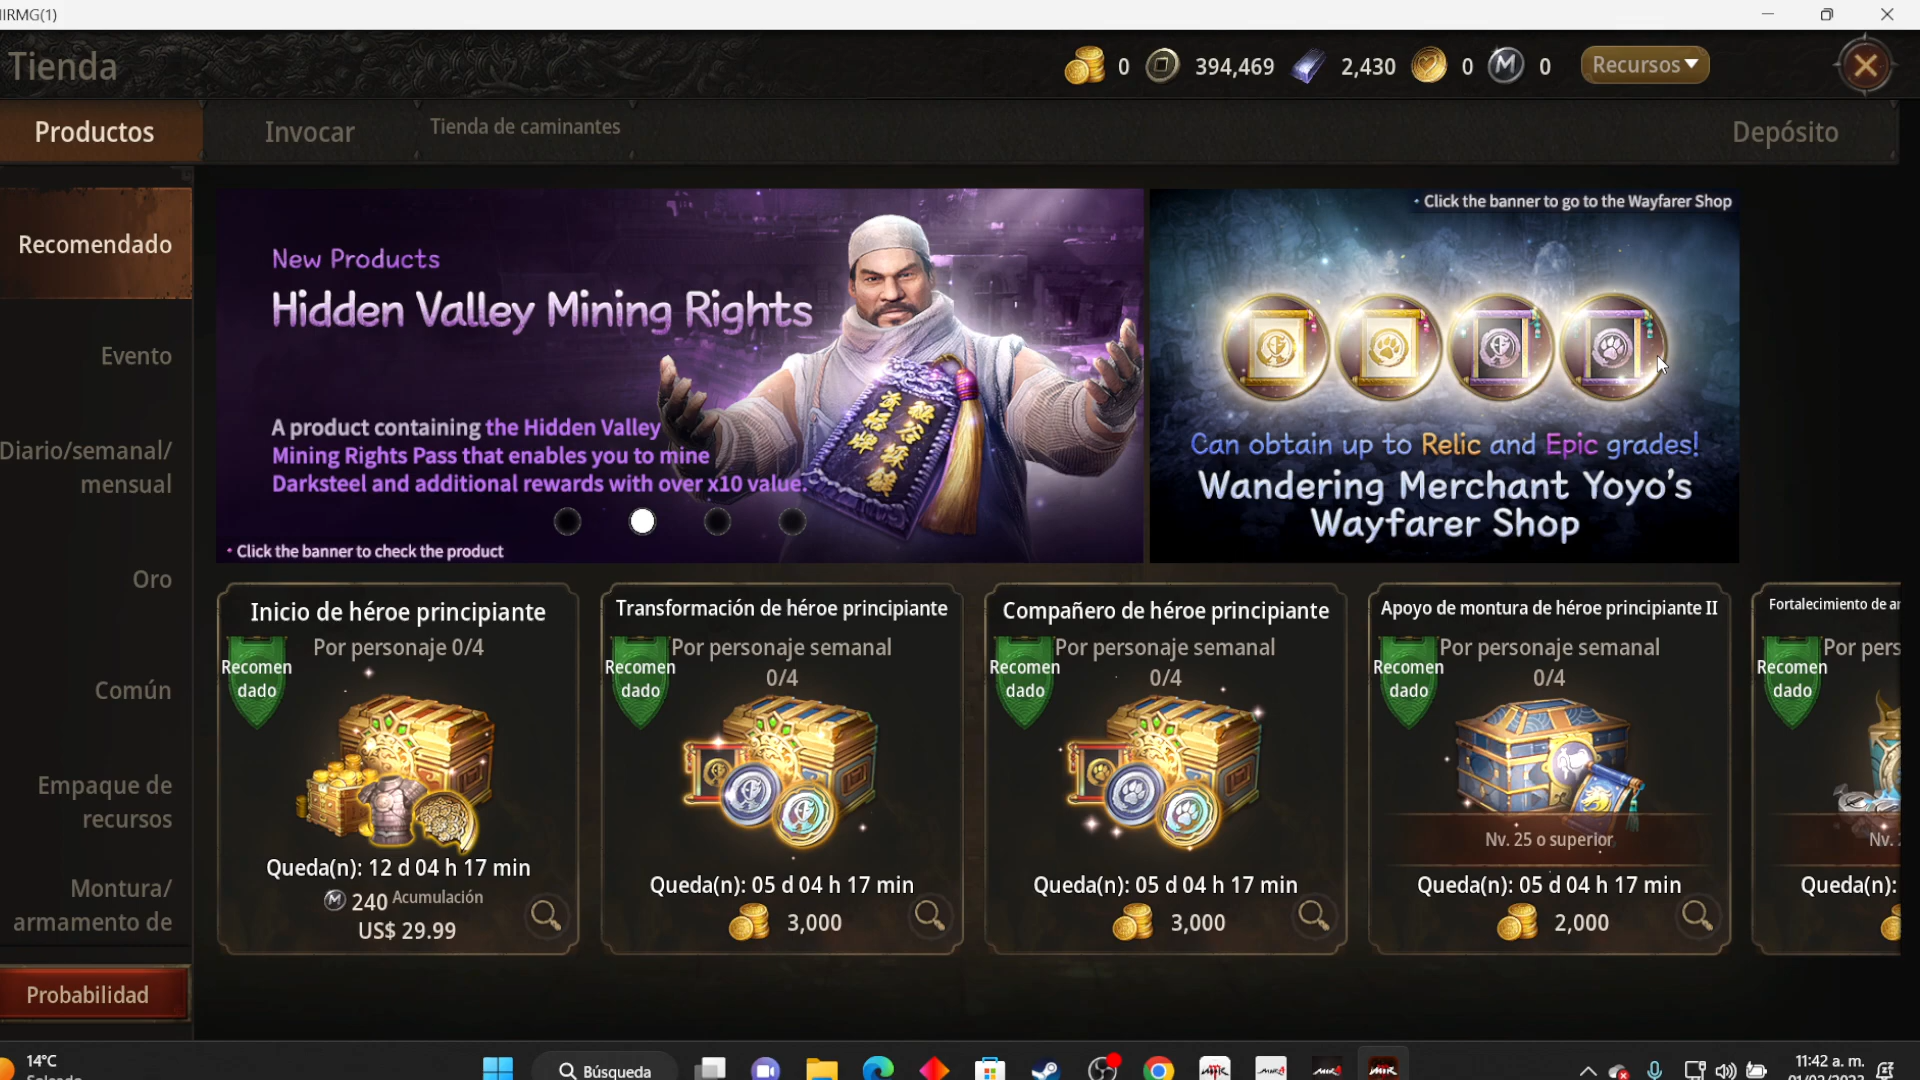 IRMG(1)
Tienda
0 394,469 2,430 0 0 Recursos
Productos Invocar Tienda de caminantes Depósito
Recomendado
Evento
Diario/semanal/
mensual
Oro
Común
Empaque de
recursos
Montura/
armamento de
Probabilidad
New Products
Hidden Valley Mining Rights
A product containing the Hidden Valley
Mining Rights Pass that enables you to mine
Darksteel and additional rewards with over x10 value.
• Click the banner to check the product
• Click the banner to go to the Wayfarer Shop
Can obtain up to Relic and Epic grades!
Wandering Merchant Yoyo's
Wayfarer Shop
Inicio de héroe principiante
Por personaje 0/4
Recomen
dado
Queda(n): 12 d 04 h 17 min
240 Acumulación
US$ 29.99
Transformación de héroe principiante
Por personaje semanal
0/4
Recomen
dado
Queda(n): 05 d 04 h 17 min
3,000
Compañero de héroe principiante
Por personaje semanal
0/4
Recomen
dado
Queda(n): 05 d 04 h 17 min
3,000
Apoyo de montura de héroe principiante II
Por personaje semanal
0/4
Recomen
dado
Nv. 25 o superior
Queda(n): 05 d 04 h 17 min
2,000
Fortalecimiento de ar
Por pers
Recomen
dado
Nv.
Queda(n):
14°C
Búsqueda
11:42 a. m.